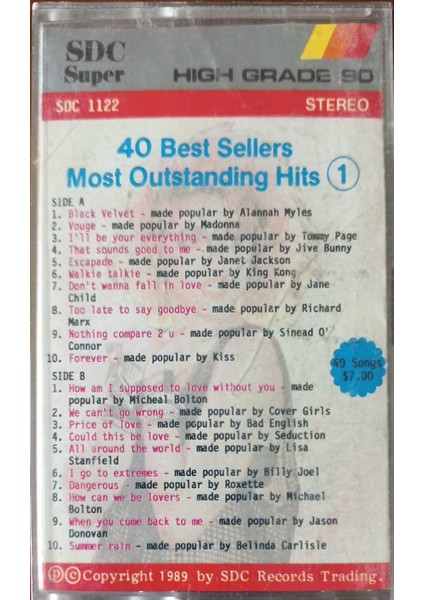 SDC
Super
HIGH GRADE 90
SDC 1122
STEREO
40 Best Sellers
Most Outstanding Hits 1
SIDE A
1. Black Velvet - made popular by Alannah Myles
2. Vouge - made popular by Madonna
3. I'll be your everything - made popular by Tommy Page
4. That sounds good to me - made popular by Jive Bunny
5. Escapade - made popular by Janet Jackson
6. Walkie talkie - made popular by King Kong
7. Don't wanna fall in love - made popular by Jane
Child
8. Too late to say goodbye - made popular by Richard
Marx
9. Nothing compare 2 u - made popular by Sinead O'
Connor
10. Forever - made popular by Kiss
SIDE B
1. How am I supposed to love without you - made
popular by Micheal Bolton
2. We can't go wrong - made popular by Cover Girls
3. Price of love - made popular by Bad English
4. Could this be love - made popular by Seduction
5. All around the world - made popular by Lisa
Stanfield
6. I go to extremes - made popular by Billy Joel
7. Dangerous - made popular by Roxette
8. How can we be lovers - made popular by Michael
Bolton
9. When you come back to me - made popular by Jason
Donovan
10. Summer rain - made popular by Belinda Carlisle
Songs
$7.00
ⓅⒸCopyright 1989 by SDC Records Trading.